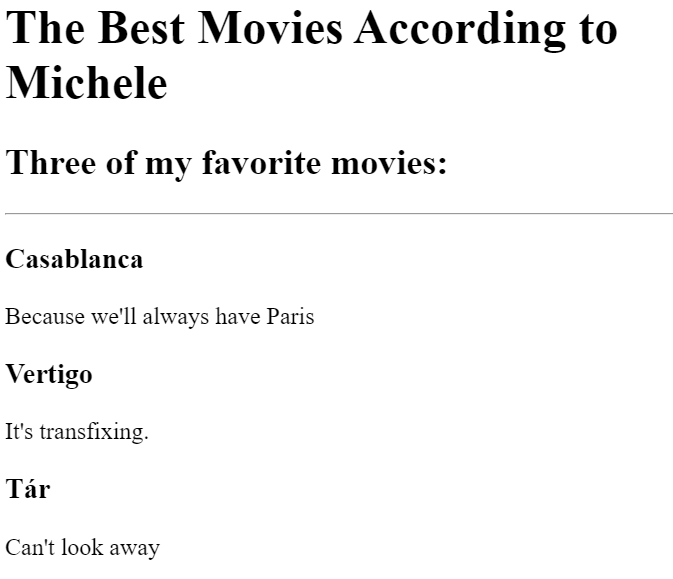 The Best Movies According to
Michele
Three of my favorite movies:
Casablanca
Because we'll always have Paris
Vertigo
It's transfixing.
Tár
Can't look away